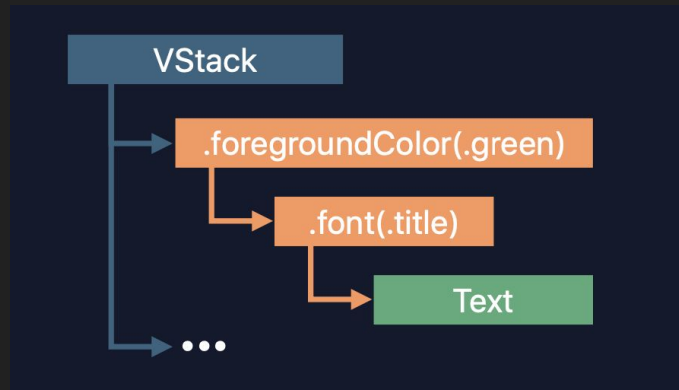 VStack
.foregroundColor(.green)
.font(.title)
Text
•••